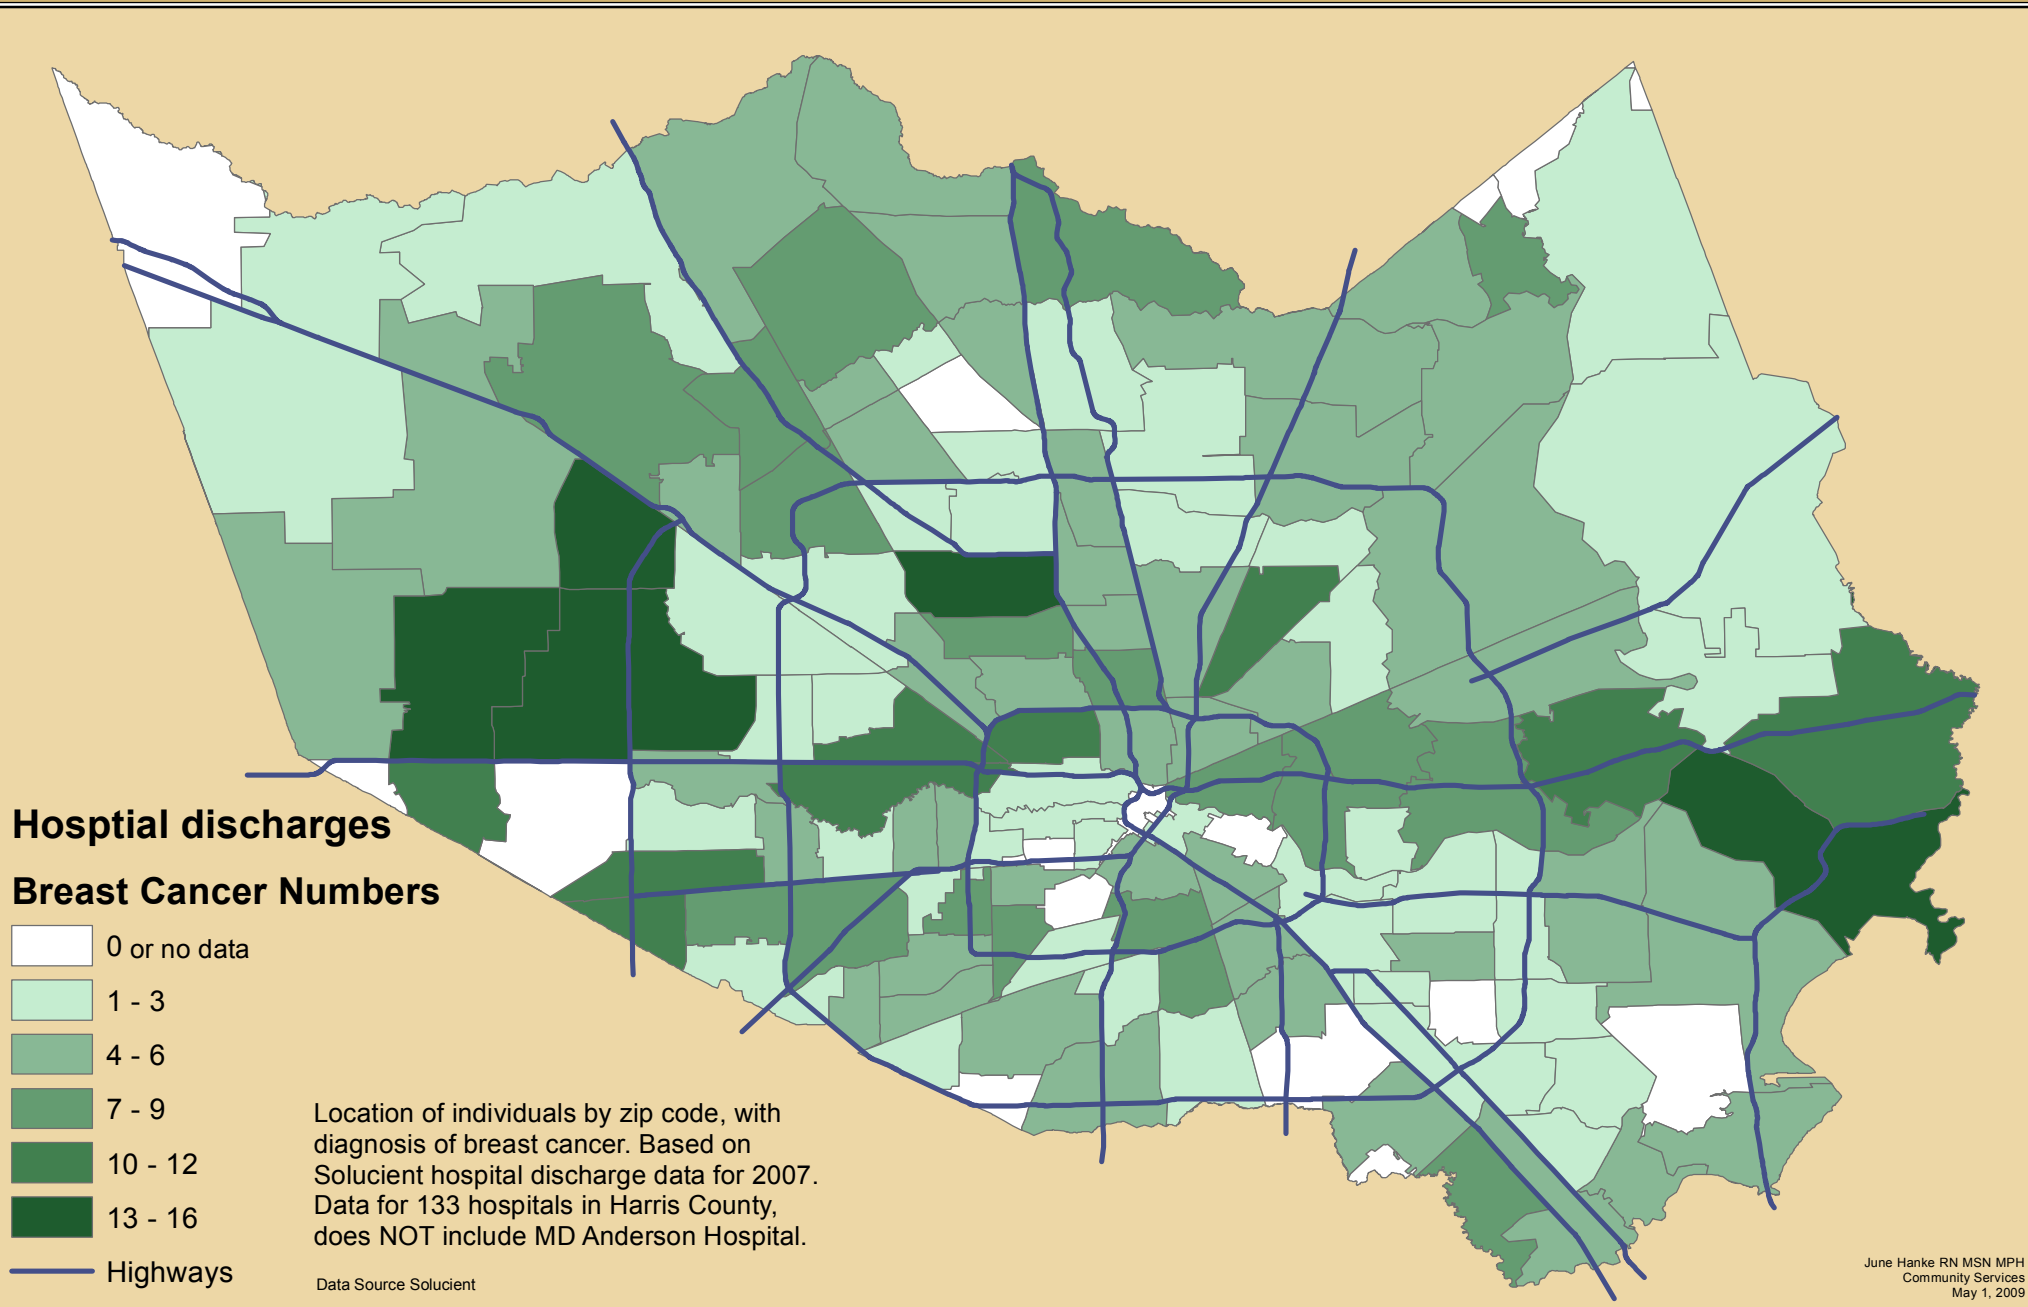 Hosptial discharges
Breast Cancer Numbers
0 or no data
1 - 3
4 - 6
7 - 9
10 - 12
13 - 16
Highways
Location of individuals by zip code, with
diagnosis of breast cancer. Based on
Solucient hospital discharge data for 2007.
Data for 133 hospitals in Harris County,
does NOT include MD Anderson Hospital.
Data Source Solucient
June Hanke RN MSN MPH
Community Services
May 1, 2009